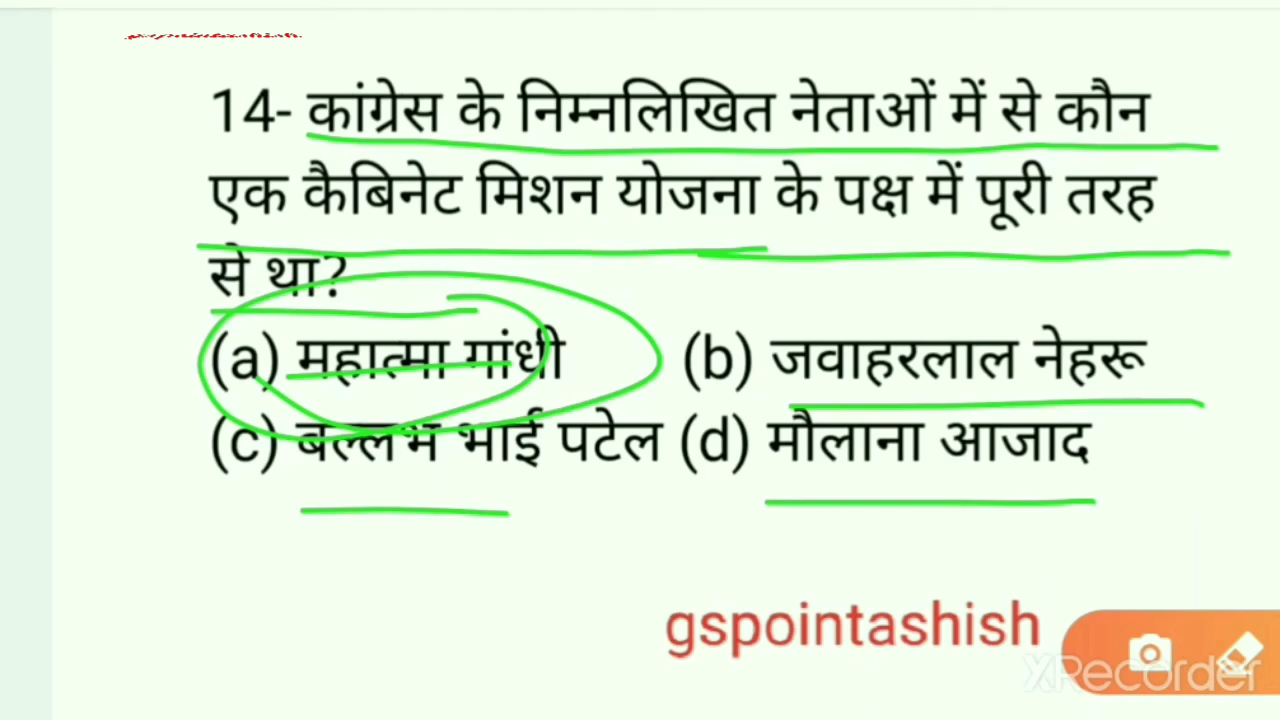 14- कांग्रेस के निम्नलिखित नेताओं में से कौन
एक कैबिनेट मिशन योजना के पक्ष में पूरी तरह
से था?
(a) महात्मा गांधी (b) जवाहरलाल नेहरू
(c) बल्लभ भाई पटेल (d) मौलाना आजाद
gspointashish
XRecorder